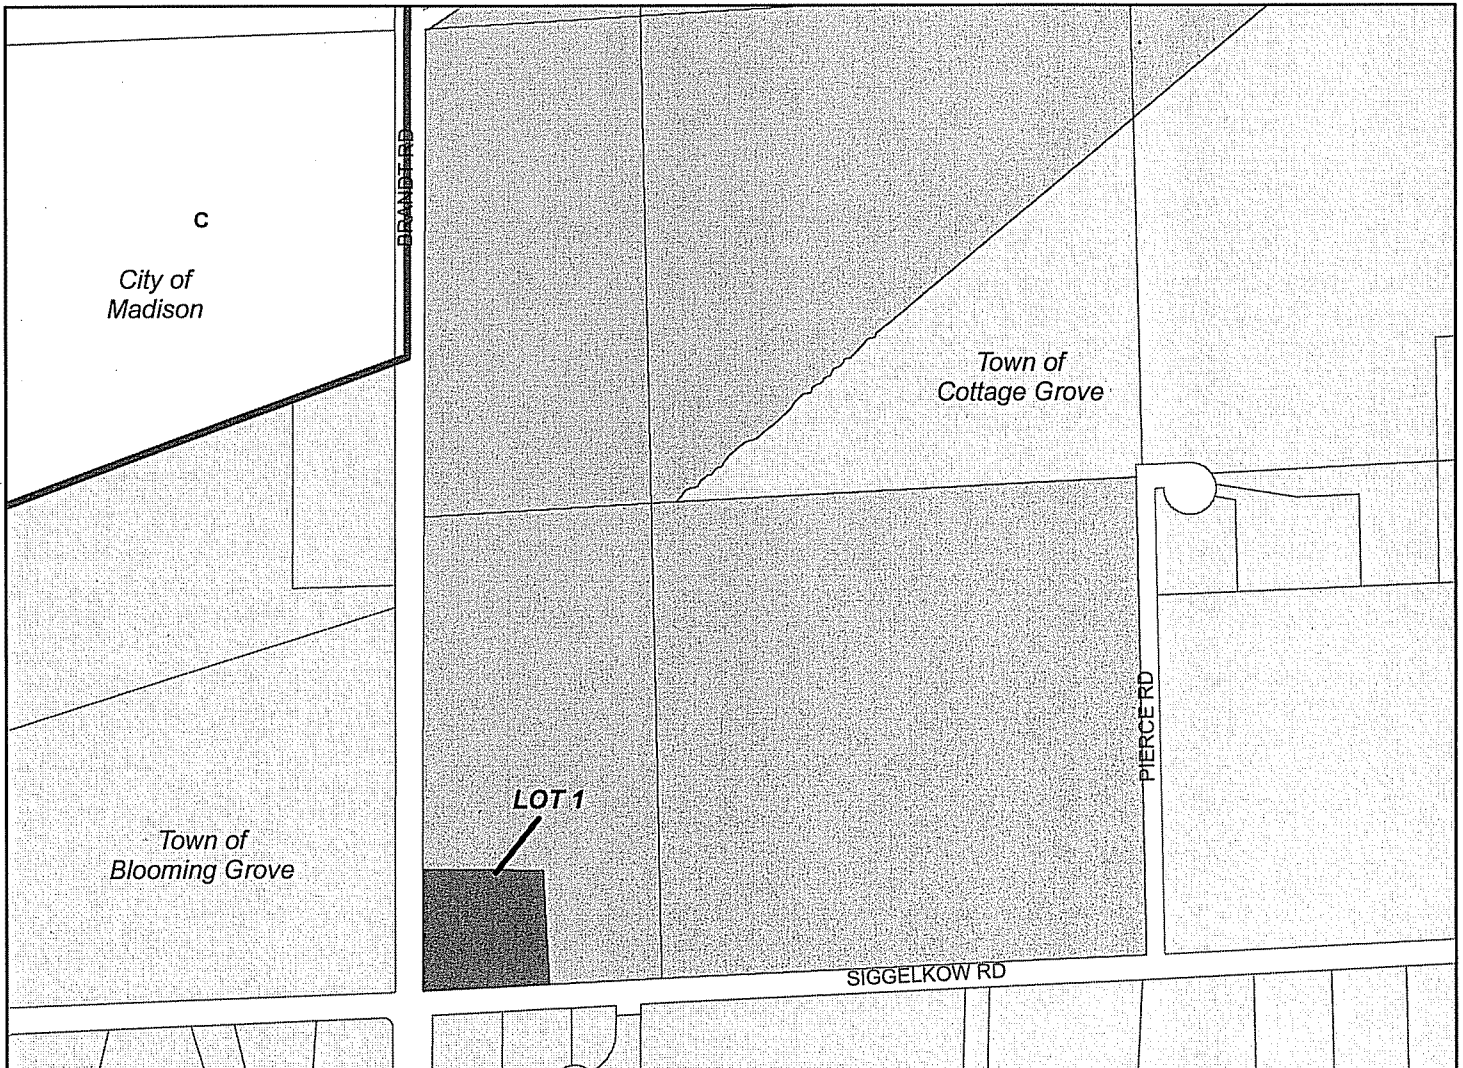 BRANDT RD
C
City of
Madison
Town of
Cottage Grove
PIERCE RD
LOT 1
Town of
Blooming Grove
SIGGELKOW RD